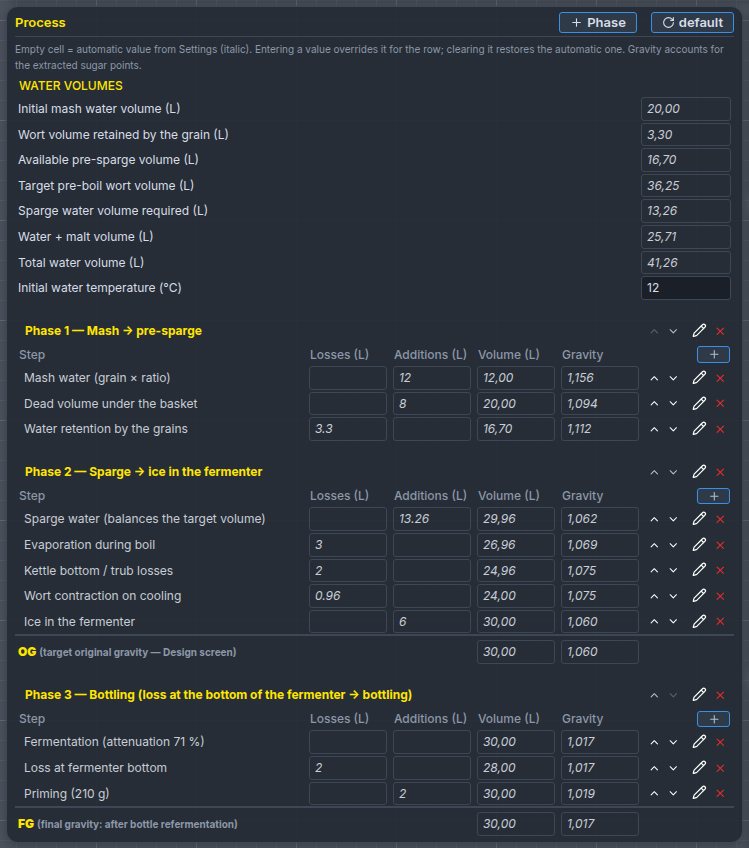 Process
+ Phase
default
Empty cell = automatic value from Settings (italic). Entering a value overrides it for the row; clearing it restores the automatic one. Gravity accounts for
the extracted sugar points.
WATER VOLUMES
Initial mash water volume (L) 20,00
Wort volume retained by the grain (L) 3,30
Available pre-sparge volume (L) 16,70
Target pre-boil wort volume (L) 36,25
Sparge water volume required (L) 13,26
Water + malt volume (L) 25,71
Total water volume (L) 41,26
Initial water temperature (°C) 12
Phase 1 — Mash → pre-sparge
Step Losses (L) Additions (L) Volume (L) Gravity +
Mash water (grain × ratio) 12 12,00 1,156
Dead volume under the basket 8 20,00 1,094
Water retention by the grains 3.3 16,70 1,112
Phase 2 — Sparge → ice in the fermenter
Step Losses (L) Additions (L) Volume (L) Gravity +
Sparge water (balances the target volume) 13.26 29,96 1,062
Evaporation during boil 3 26,96 1,069
Kettle bottom / trub losses 2 24,96 1,075
Wort contraction on cooling 0.96 24,00 1,075
Ice in the fermenter 6 30,00 1,060
OG (target original gravity — Design screen) 30,00 1,060
Phase 3 — Bottling (loss at the bottom of the fermenter → bottling)
Step Losses (L) Additions (L) Volume (L) Gravity +
Fermentation (attenuation 71 %) 30,00 1,017
Loss at fermenter bottom 2 28,00 1,017
Priming (210 g) 2 30,00 1,019
FG (final gravity: after bottle refermentation) 30,00 1,017